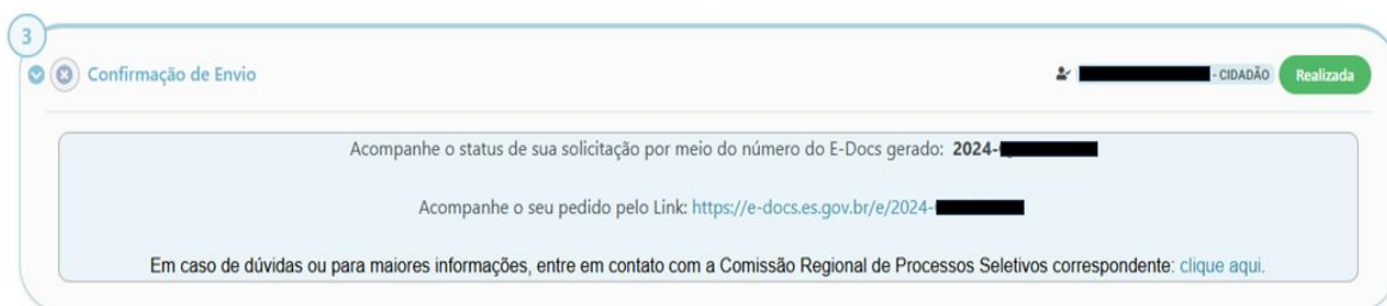 3
Confirmação de Envio
- CIDADÃO
Realizada
Acompanhe o status de sua solicitação por meio do número do E-Docs gerado: 2024-
Acompanhe o seu pedido pelo Link: https://e-docs.es.gov.br/e/2024-
Em caso de dúvidas ou para maiores informações, entre em contato com a Comissão Regional de Processos Seletivos correspondente: clique aqui.